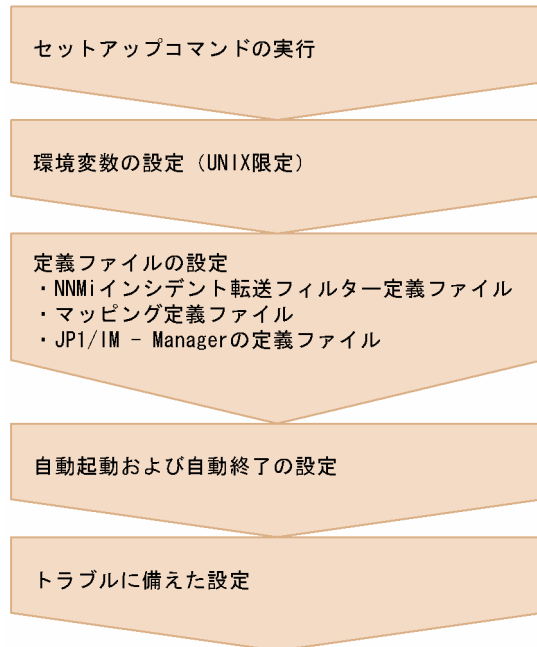 セットアップコマンドの実行
環境変数の設定（UNIX限定）
定義ファイルの設定
・NNMiインシデント転送フィルター定義ファイル
・マッピング定義ファイル
・JP1/IM - Managerの定義ファイル
自動起動および自動終了の設定
トラブルに備えた設定